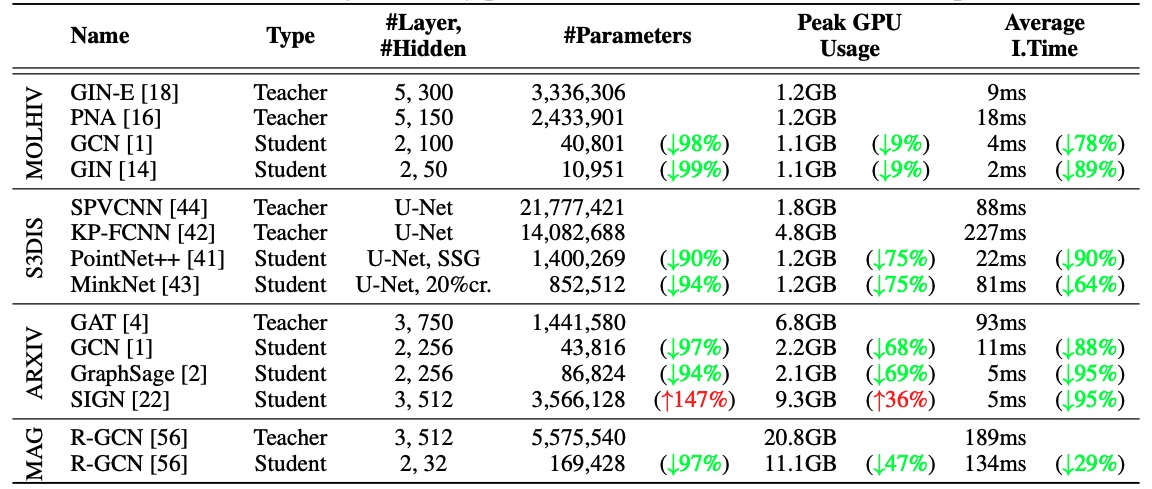 Name Type #Layer, #Hidden #Parameters Peak GPU Usage Average I.Time
MOLHIV
GIN-E [18] Teacher 5, 300 3,336,306 1.2GB 9ms
PNA [16] Teacher 5, 150 2,433,901 1.2GB 18ms
GCN [1] Student 2, 100 40,801 (↓98%) 1.1GB (↓9%) 4ms (↓78%)
GIN [14] Student 2, 50 10,951 (↓99%) 1.1GB (↓9%) 2ms (↓89%)
S3DIS
SPVCNN [44] Teacher U-Net 21,777,421 1.8GB 88ms
KP-FCNN [42] Teacher U-Net 14,082,688 4.8GB 227ms
PointNet++ [41] Student U-Net, SSG 1,400,269 (↓90%) 1.2GB (↓75%) 22ms (↓90%)
MinkNet [43] Student U-Net, 20%cr. 852,512 (↓94%) 1.2GB (↓75%) 81ms (↓64%)
ARXIV
GAT [4] Teacher 3, 750 1,441,580 6.8GB 93ms
GCN [1] Student 2, 256 43,816 (↓97%) 2.2GB (↓68%) 11ms (↓88%)
GraphSage [2] Student 2, 256 86,824 (↓94%) 2.1GB (↓69%) 5ms (↓95%)
SIGN [22] Student 3, 512 3,566,128 (↑147%) 9.3GB (↑36%) 5ms (↓95%)
MAG
R-GCN [56] Teacher 3, 512 5,575,540 20.8GB 189ms
R-GCN [56] Student 2, 32 169,428 (↓97%) 11.1GB (↓47%) 134ms (↓29%)